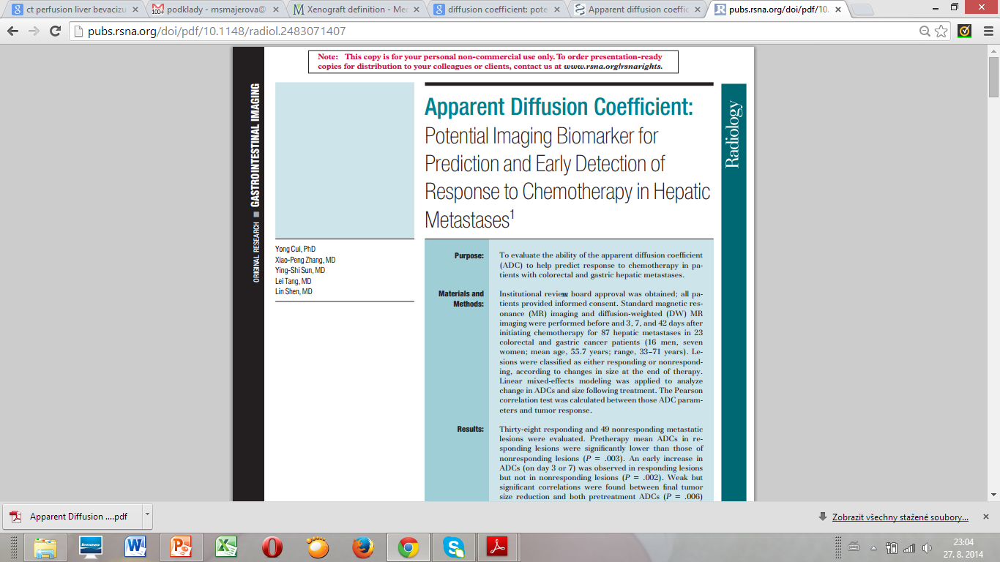 ct perfusion liver bevacizu
podklady - msmajerova@
Xenograft definition - Me
diffusion coefficient: pote
Apparent diffusion coeffic
pubs.rsna.org/doi/pdf/10.
pubs.rsna.org/doi/pdf/10.1148/radiol.2483071407
Note: This copy is for your personal non-commercial use only. To order presentation-ready
copies for distribution to your colleagues or clients, contact us at www.rsna.org/rsnarights.
ORIGINAL RESEARCH ■ GASTROINTESTINAL IMAGING
Radiology
Apparent Diffusion Coefficient:
Potential Imaging Biomarker for
Prediction and Early Detection of
Response to Chemotherapy in Hepatic
Metastases1
Yong Cui, PhD
Xiao-Peng Zhang, MD
Ying-Shi Sun, MD
Lei Tang, MD
Lin Shen, MD
Purpose:
To evaluate the ability of the apparent diffusion coefficient
(ADC) to help predict response to chemotherapy in pa-
tients with colorectal and gastric hepatic metastases.
Materials and
Methods:
Institutional review board approval was obtained; all pa-
tients provided informed consent. Standard magnetic res-
onance (MR) imaging and diffusion-weighted (DW) MR
imaging were performed before and 3, 7, and 42 days after
initiating chemotherapy for 87 hepatic metastases in 23
colorectal and gastric cancer patients (16 men, seven
women; mean age, 55.7 years; range, 33–71 years). Le-
sions were classified as either responding or nonrespond-
ing, according to changes in size at the end of therapy.
Linear mixed-effects modeling was applied to analyze
change in ADCs and size following treatment. The Pearson
correlation test was calculated between those ADC param-
eters and tumor response.
Results:
Thirty-eight responding and 49 nonresponding metastatic
lesions were evaluated. Pretherapy mean ADCs in re-
sponding lesions were significantly lower than those of
nonresponding lesions (P = .003). An early increase in
ADCs (on day 3 or 7) was observed in responding lesions
but not in nonresponding lesions (P = .002). Weak but
significant correlations were found between final tumor
size reduction and both pretreatment ADCs (P = .006)
Apparent Diffusion ....pdf
Zobrazit všechny stažené soubory...
lenovo
23:04
27. 8. 2014